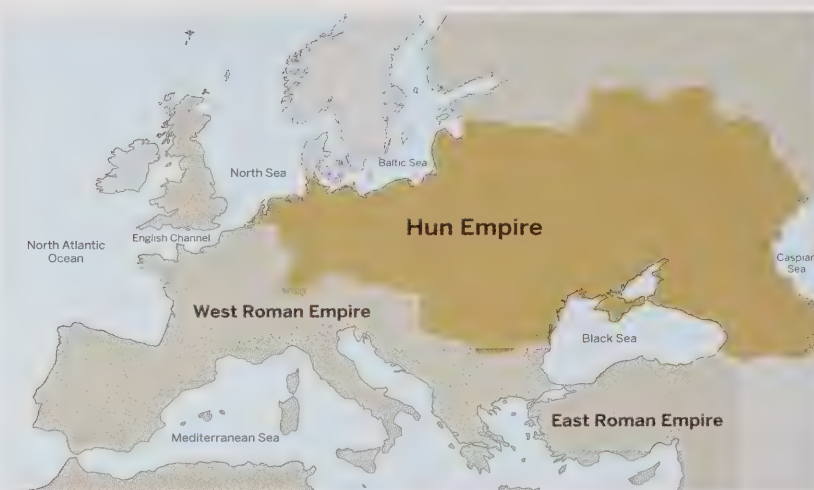 Baltic Sea
North Sea
Hun Empire
English Channel
North Atlantic
Ocean
Caspian
Sea
West Roman Empire
Black Sea
East Roman Empire
Mediterranean Sea